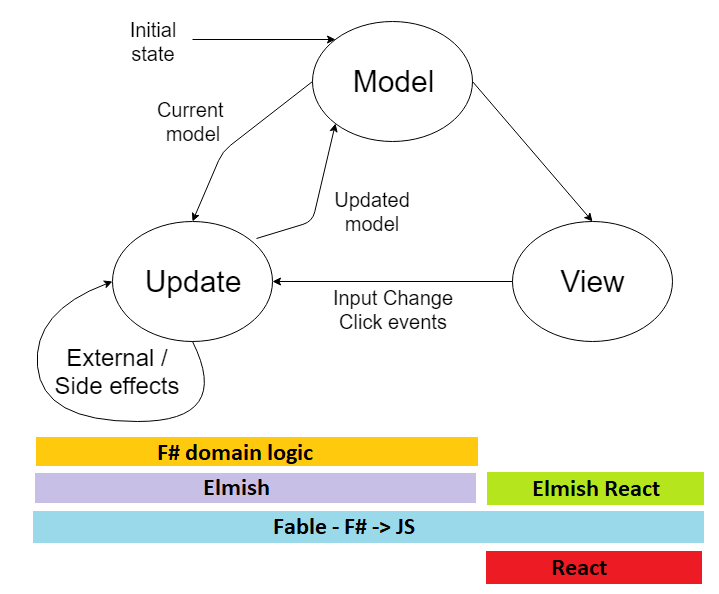 Initial
state
Model
Current
model
Updated
model
Update
View
Input Change
Click events
External /
Side effects
F# domain logic
Elmish
Elmish React
Fable - F# -> JS
React